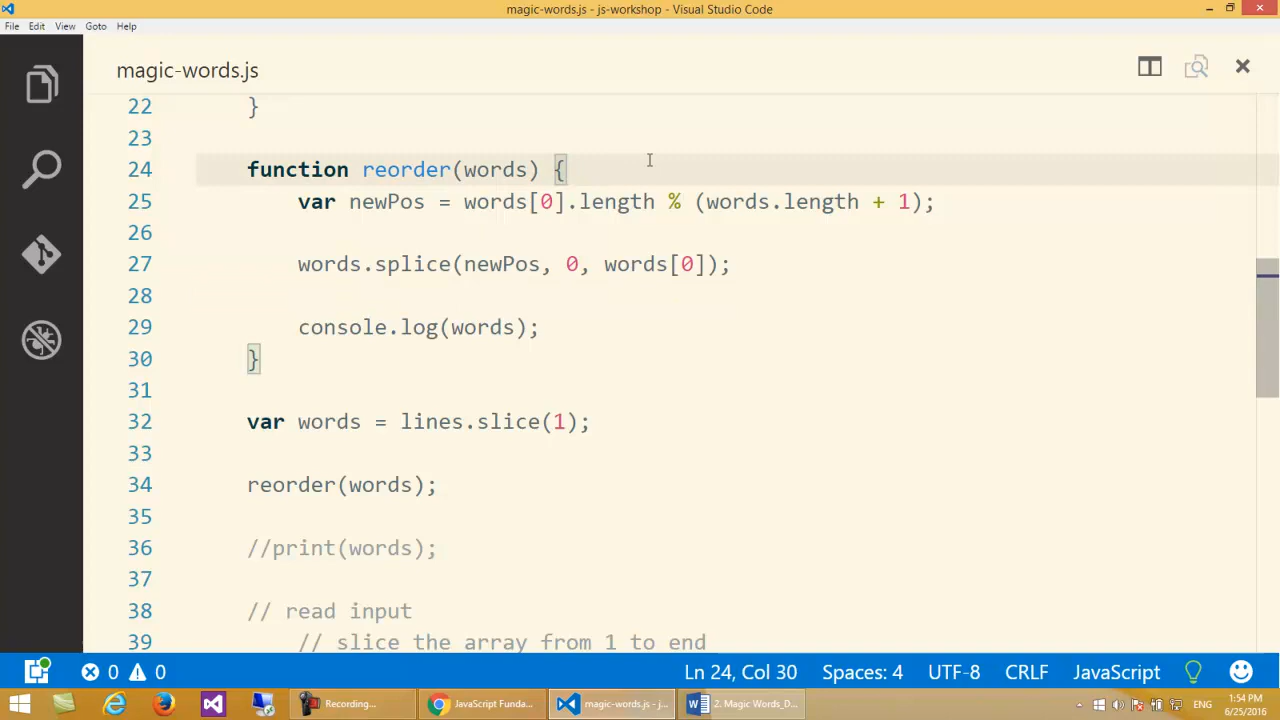 magic-words.js - js-workshop - Visual Studio Code
File Edit View Goto Help
magic-words.js
22 }
23
24 function reorder(words) {
25 var newPos = words[0].length % (words.length + 1);
26
27 words.splice(newPos, 0, words[0]);
28
29 console.log(words);
30 }
31
32 var words = lines.slice(1);
33
34 reorder(words);
35
36 //print(words);
37
38 // read input
39 // slice the array from 1 to end
0 0 Ln 24, Col 30 Spaces: 4 UTF-8 CRLF JavaScript
Recording... JavaScript Funda... magic-words.js - j... 2. Magic Words_D... ENG 1:54 PM
6/25/2016